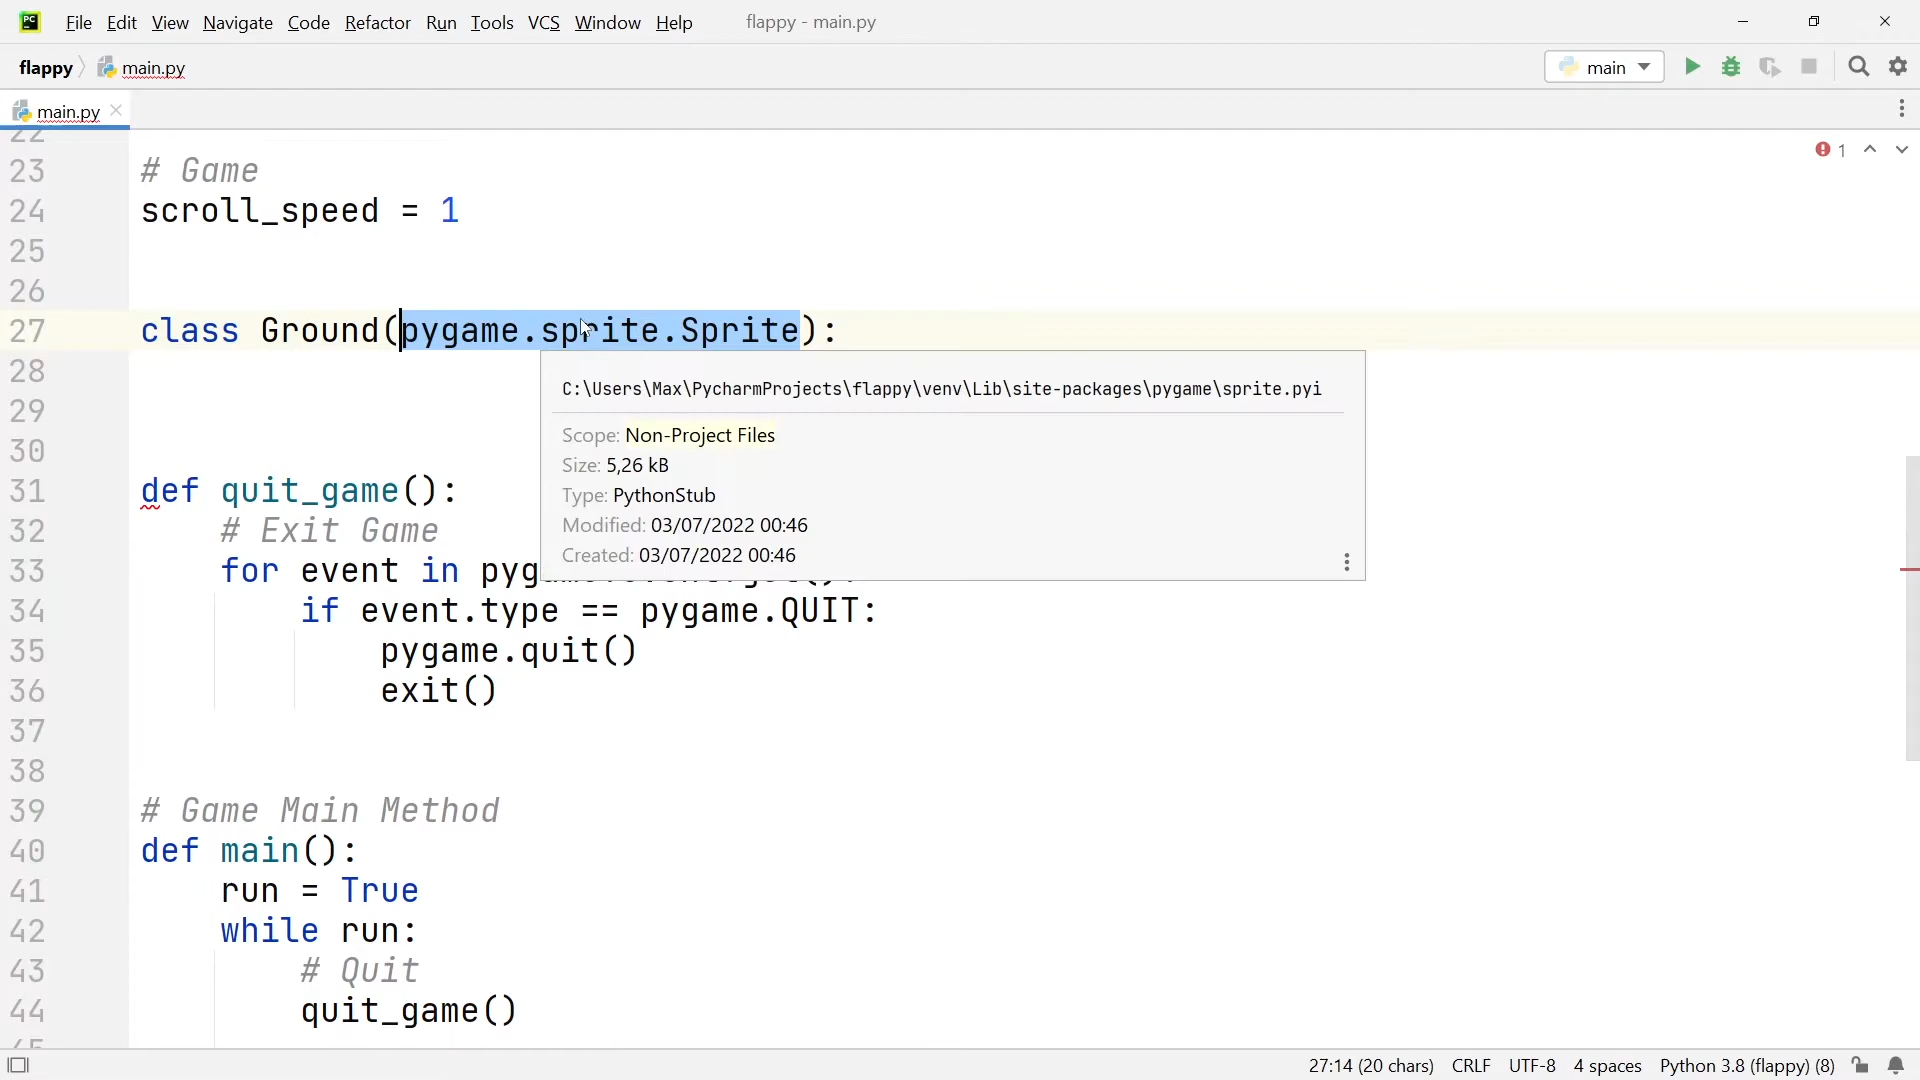 PC
File Edit View Navigate Code Refactor Run Tools VCS Window Help flappy - main.py
flappy main.py main
main.py
22
1
23 # Game
24 scroll_speed = 1
25
26
27 class Ground(pygame.sprite.Sprite):
28
C:\Users\Max\PycharmProjects\flappy\venv\Lib\site-packages\pygame\sprite.pyi
29
Scope: Non-Project Files
30
Size: 5,26 kB
31 def quit_game():
Type: PythonStub
32 # Exit Game
Modified: 03/07/2022 00:46
Created: 03/07/2022 00:46
33 for event in pyg
34 if event.type == pygame.QUIT:
35 pygame.quit()
36 exit()
37
38
39 # Game Main Method
40 def main():
41 run = True
42 while run:
43 # Quit
44 quit_game()
45
27:14 (20 chars) CRLF UTF-8 4 spaces Python 3.8 (flappy) (8)